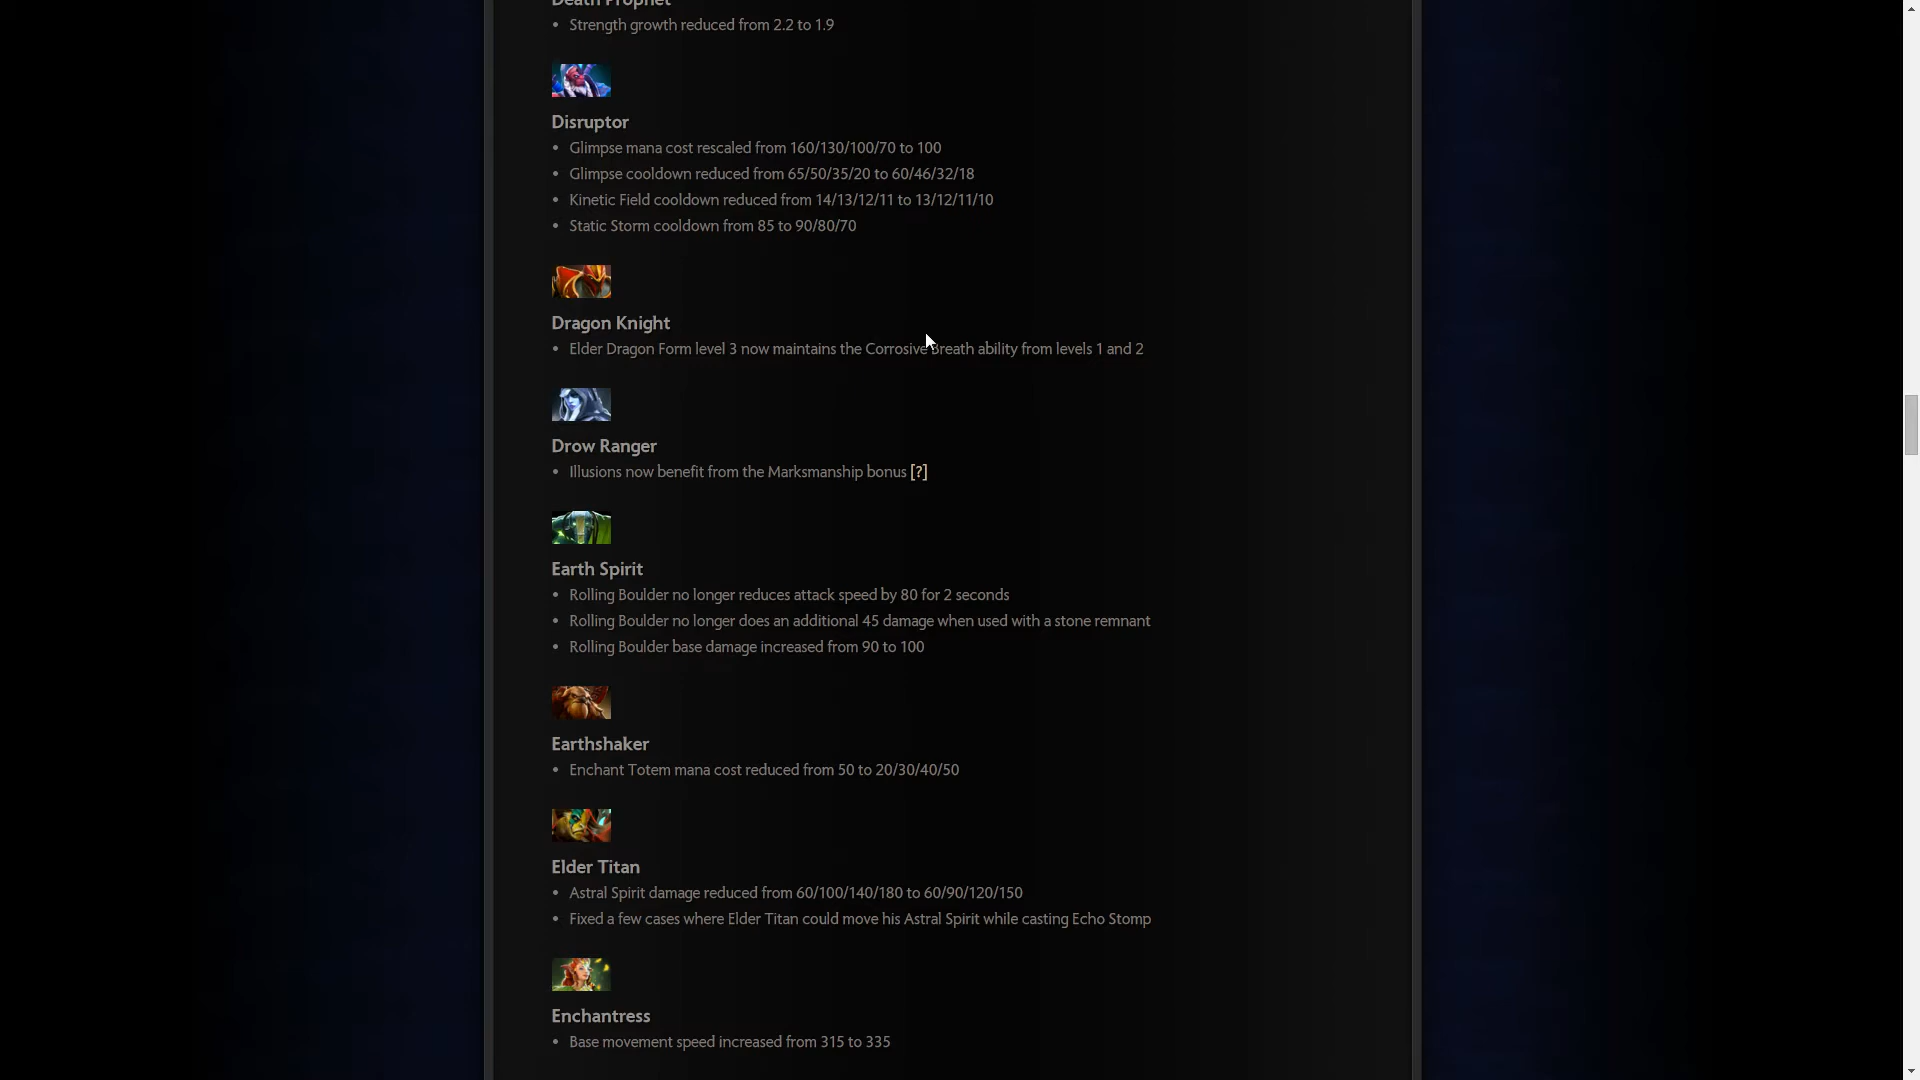 Death Prophet
• Strength growth reduced from 2.2 to 1.9
Disruptor
• Glimpse mana cost rescaled from 160/130/100/70 to 100
• Glimpse cooldown reduced from 65/50/35/20 to 60/46/32/18
• Kinetic Field cooldown reduced from 14/13/12/11 to 13/12/11/10
• Static Storm cooldown from 85 to 90/80/70
Dragon Knight
• Elder Dragon Form level 3 now maintains the Corrosive Breath ability from levels 1 and 2
Drow Ranger
• Illusions now benefit from the Marksmanship bonus [?]
Earth Spirit
• Rolling Boulder no longer reduces attack speed by 80 for 2 seconds
• Rolling Boulder no longer does an additional 45 damage when used with a stone remnant
• Rolling Boulder base damage increased from 90 to 100
Earthshaker
• Enchant Totem mana cost reduced from 50 to 20/30/40/50
Elder Titan
• Astral Spirit damage reduced from 60/100/140/180 to 60/90/120/150
• Fixed a few cases where Elder Titan could move his Astral Spirit while casting Echo Stomp
Enchantress
• Base movement speed increased from 315 to 335